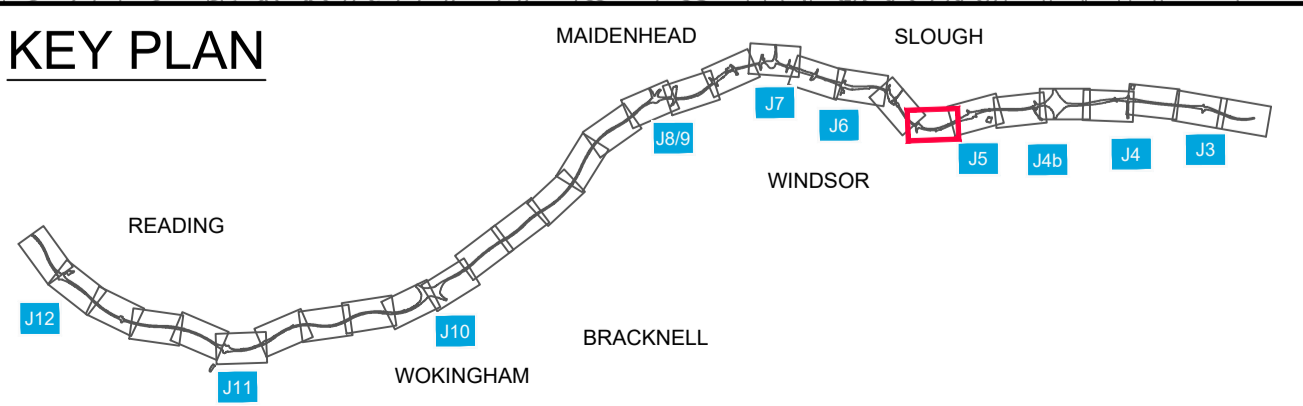 KEY PLAN
MAIDENHEAD
SLOUGH
J7
J6
J8/9
J5
J4b
J4
J3
WINDSOR
READING
J12
J10
BRACKNELL
WOKINGHAM
J11